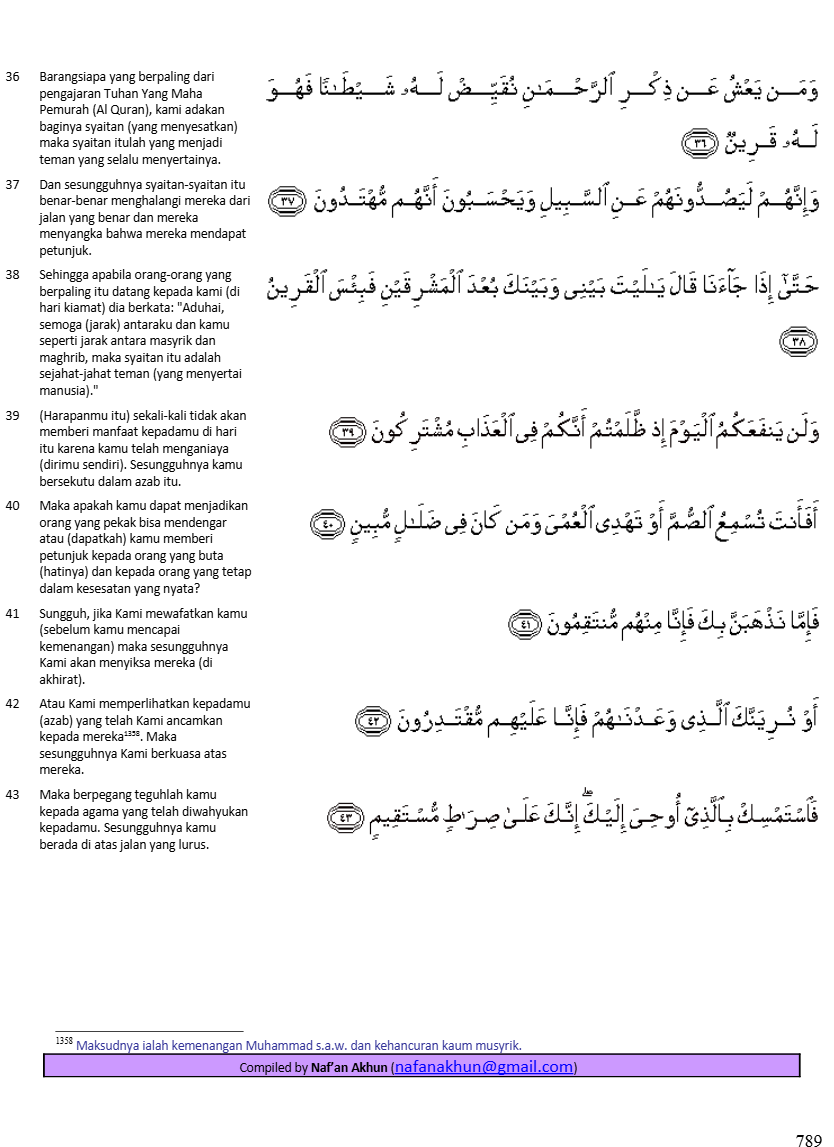 36 Barangsiapa yang berpaling dari
pengajaran Tuhan Yang Maha
Pemurah (Al Quran), kami adakan
baginya syaitan (yang menyesatkan)
maka syaitan itulah yang menjadi
teman yang selalu menyertainya.
وَمَن يَعْشُ عَن ذِكْرِ ٱلرَّحْمَـٰنِ نُقَيِّضْ لَهُۥ شَيْطَـٰنًا فَهُوَ
لَهُۥ قَرِينٌ ٣٦
37 Dan sesungguhnya syaitan-syaitan itu
benar-benar menghalangi mereka dari
jalan yang benar dan mereka
menyangka bahwa mereka mendapat
petunjuk.
وَإِنَّهُمْ لَيَصُدُّونَهُمْ عَنِ ٱلسَّبِيلِ وَيَحْسَبُونَ أَنَّهُم مُّهْتَدُونَ ٣٧
38 Sehingga apabila orang-orang yang
berpaling itu datang kepada kami (di
hari kiamat) dia berkata: "Aduhai,
semoga (jarak) antaraku dan kamu
seperti jarak antara masyrik dan
maghrib, maka syaitan itu adalah
sejahat-jahat teman (yang menyertai
manusia)."
حَتَّىٰٓ إِذَا جَآءَنَا قَالَ يَـٰلَيْتَ بَيْنِى وَبَيْنَكَ بُعْدَ ٱلْمَشْرِقَيْنِ فَبِئْسَ ٱلْقَرِينُ
٣٨
39 (Harapanmu itu) sekali-kali tidak akan
memberi manfaat kepadamu di hari
itu karena kamu telah menganiaya
(dirimu sendiri). Sesungguhnya kamu
bersekutu dalam azab itu.
وَلَن يَنفَعَكُمُ ٱلْيَوْمَ إِذ ظَّلَمْتُمْ أَنَّكُمْ فِى ٱلْعَذَابِ مُشْتَرِكُونَ ٣٩
40 Maka apakah kamu dapat menjadikan
orang yang pekak bisa mendengar
atau (dapatkah) kamu memberi
petunjuk kepada orang yang buta
(hatinya) dan kepada orang yang tetap
dalam kesesatan yang nyata?
أَفَأَنتَ تُسْمِعُ ٱلصُّمَّ أَوْ تَهْدِى ٱلْعُمْىَ وَمَن كَانَ فِى ضَلَـٰلٍ مُّبِينٍ ٤٠
41 Sungguh, jika Kami mewafatkan kamu
(sebelum kamu mencapai
kemenangan) maka sesungguhnya
Kami akan menyiksa mereka (di
akhirat).
فَإِمَّا نَذْهَبَنَّ بِكَ فَإِنَّا مِنْهُم مُّنتَقِمُونَ ٤١
42 Atau Kami memperlihatkan kepadamu
(azab) yang telah Kami ancamkan
kepada mereka1358. Maka
sesungguhnya Kami berkuasa atas
mereka.
أَوْ نُرِيَنَّكَ ٱلَّذِى وَعَدْنَـٰهُمْ فَإِنَّا عَلَيْهِم مُّقْتَدِرُونَ ٤٢
43 Maka berpegang teguhlah kamu
kepada agama yang telah diwahyukan
kepadamu. Sesungguhnya kamu
berada di atas jalan yang lurus.
فَٱسْتَمْسِكْ بِٱلَّذِىٓ أُوحِىَ إِلَيْكَ ۖ إِنَّكَ عَلَىٰ صِرَٰطٍ مُّسْتَقِيمٍ ٤٣
1358 Maksudnya ialah kemenangan Muhammad s.a.w. dan kehancuran kaum musyrik.
Compiled by Naf'an Akhun (nafanakhun@gmail.com)
789